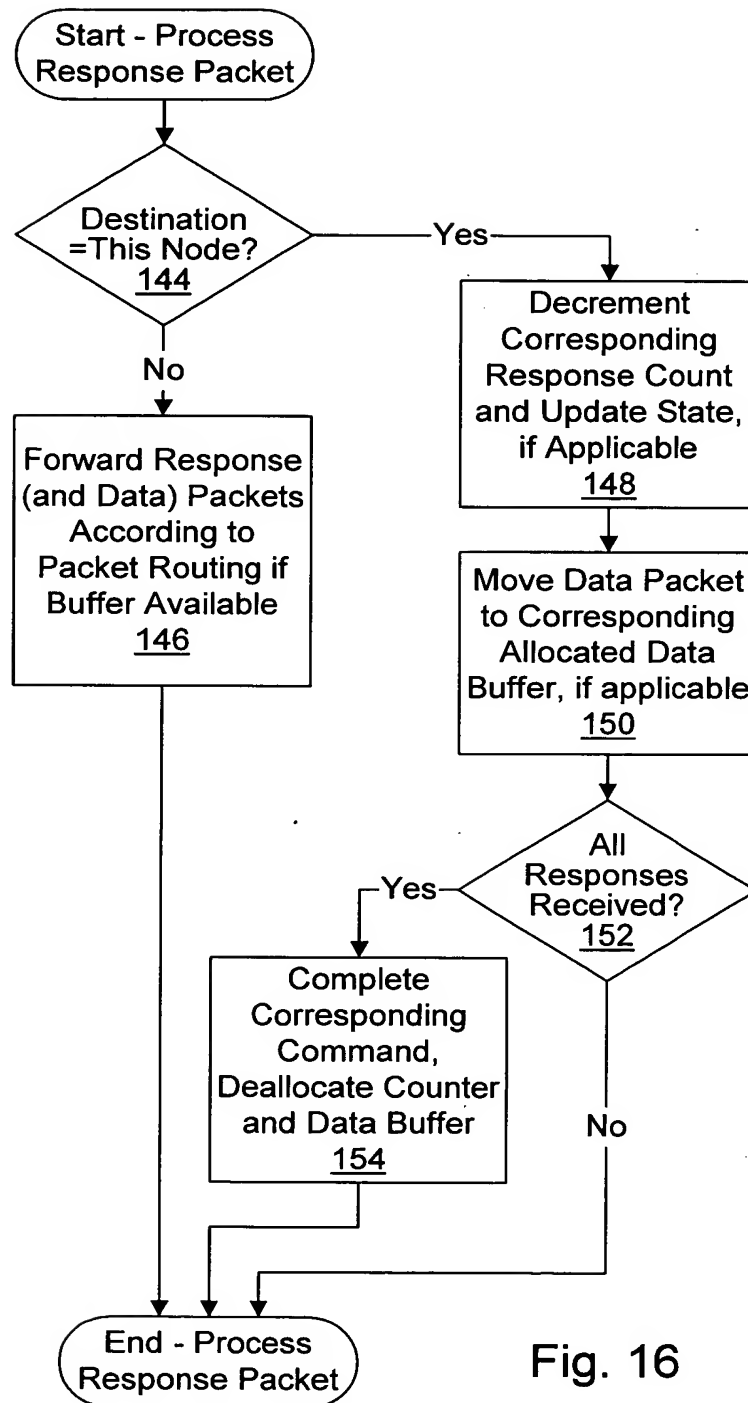 Start - Process
Response Packet
Destination
=This Node?
144
Yes
No
Decrement
Corresponding
Response Count
and Update State,
if Applicable
148
Forward Response
(and Data) Packets
According to
Packet Routing if
Buffer Available
146
Move Data Packet
to Corresponding
Allocated Data
Buffer, if applicable
150
All
Responses
Received?
152
Yes
Complete
Corresponding
Command,
Deallocate Counter
and Data Buffer
154
No
End - Process
Response Packet
Fig. 16